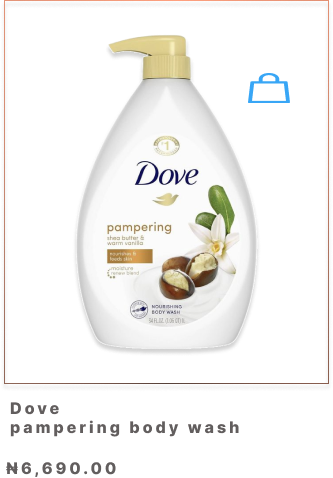 #1
Dove
pampering
shea butter &
warm vanilla
nourishes &
feeds skin
moisture
renew blend
NOURISHING
BODY WASH
Dove
pampering body wash
₦6,690.00